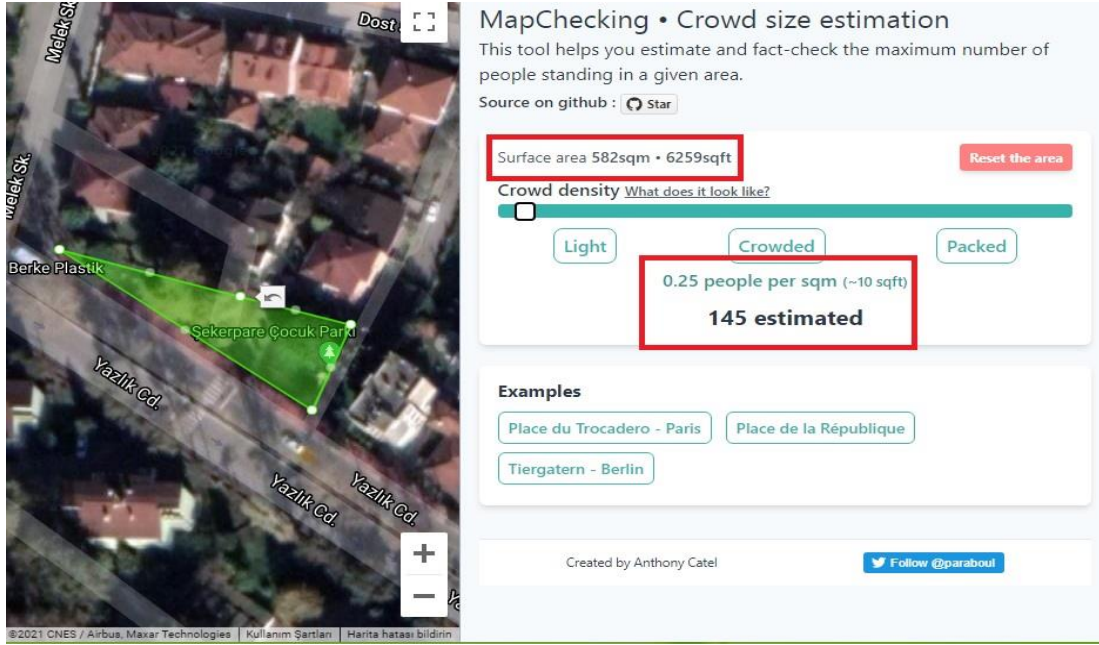 Melek Sk.
Dost
Melek Sk.
Berke Plastik
Şekerpare Çocuk Parkı
Yazlık Cd.
Yazlık Cd.
Yazlık Cd.
©2021 CNES / Airbus, Maxar Technologies
Kullanım Şartları
Harita hatası bildirin
MapChecking • Crowd size estimation
This tool helps you estimate and fact-check the maximum number of
people standing in a given area.
Source on github : Star
Surface area 582sqm • 6259sqft
Reset the area
Crowd density What does it look like?
Light
Crowded
Packed
0.25 people per sqm (~10 sqft)
145 estimated
Examples
Place du Trocadero - Paris
Place de la République
Tiergatern - Berlin
Created by Anthony Catel
Follow @paraboul